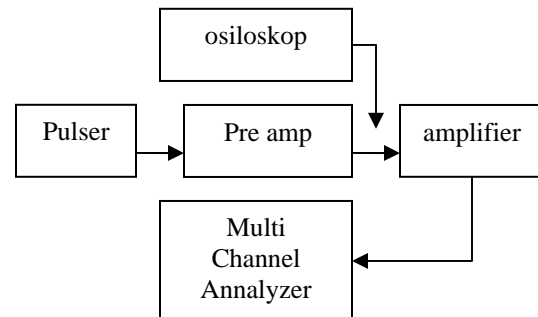 osiloskop
Pulser
Pre amp
amplifier
Multi
Channel
Annalyzer